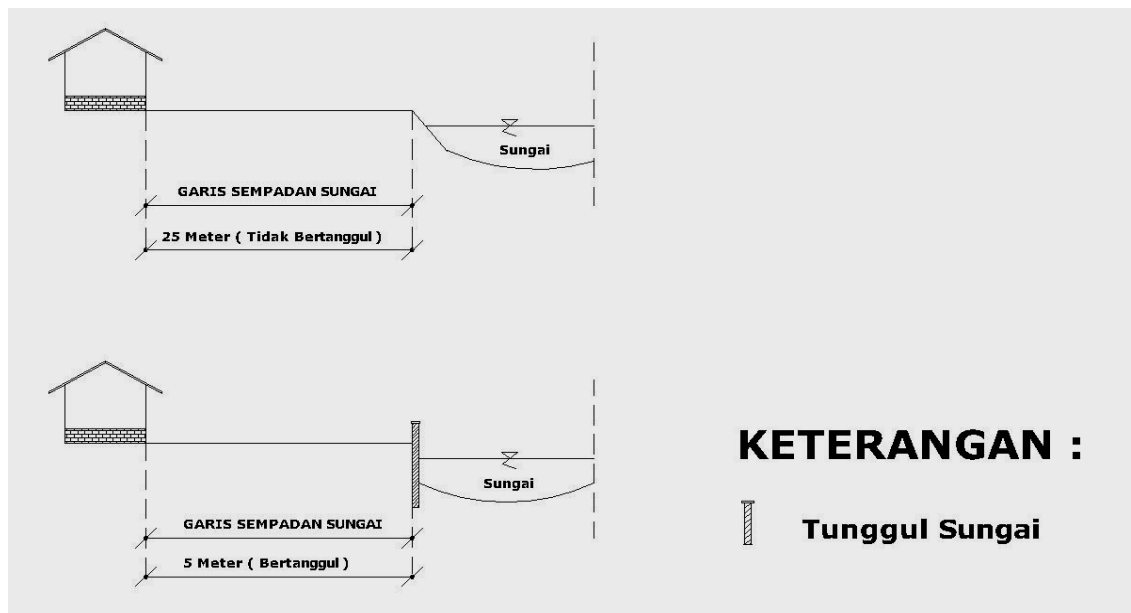 Sungai
GARIS SEMPADAN SUNGAI
25 Meter ( Tidak Bertanggul )
Sungai
GARIS SEMPADAN SUNGAI
5 Meter ( Bertanggul )
KETERANGAN :
Tunggul Sungai